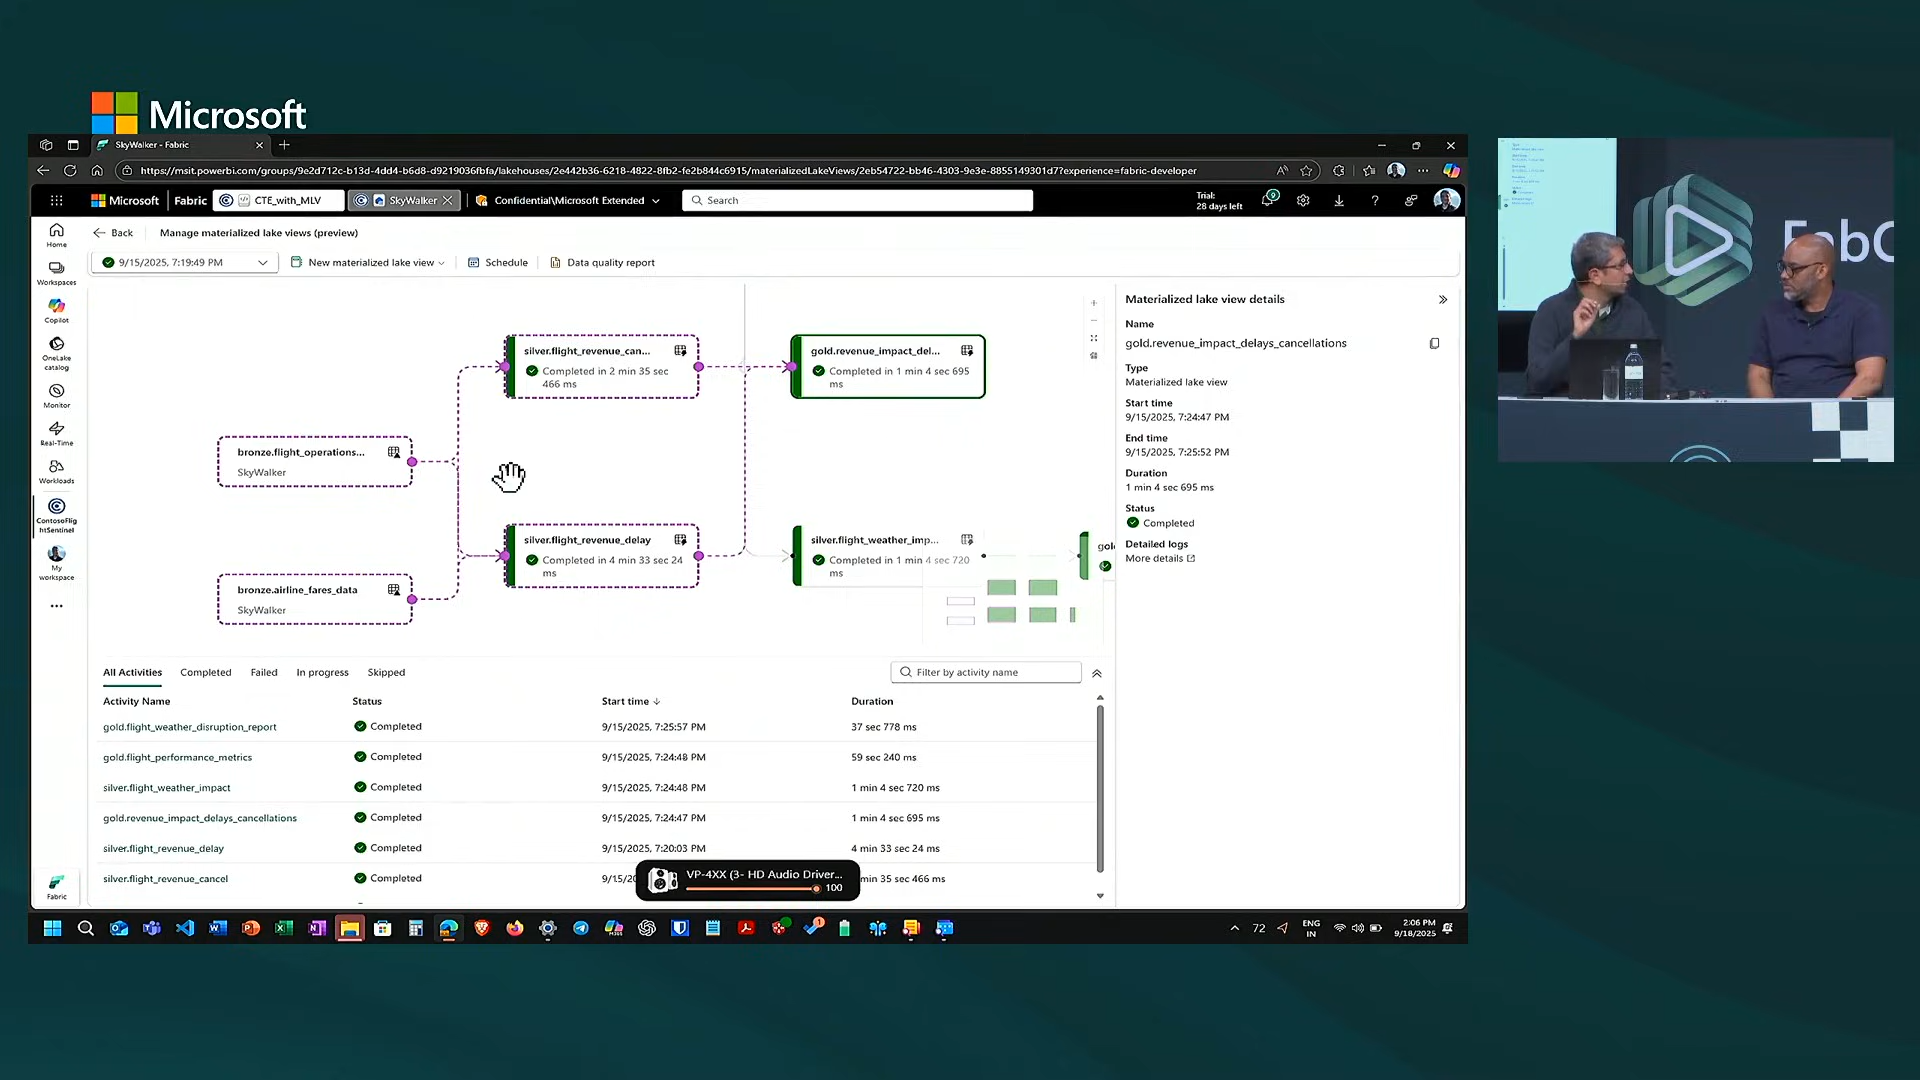 Microsoft
SkyWalker - Fabric
https://msit.powerbi.com/groups/9e2d712c-b13d-4dd4-b6d8-d9219036fbfa/lakehouses/2e442b36-6218-4822-8fb2-fe2b844c6915/materializedLakeViews/2eb54722-bb46-4303-9e3e-8855149301d7?experience=fabric-developer
Microsoft Fabric CTE_with_MLV SkyWalker Confidential\Microsoft Extended Search
Trial:
28 days left
Home
Workspaces
Copilot
OneLake
catalog
Monitor
Real-Time
Workloads
ContosoFlig
htSentinel
My
workspace
Fabric
Back Manage materialized lake views (preview)
9/15/2025, 7:19:49 PM New materialized lake view Schedule Data quality report
silver.flight_revenue_can...
Completed in 2 min 35 sec
466 ms
gold.revenue_impact_del...
Completed in 1 min 4 sec 695
ms
bronze.flight_operations...
SkyWalker
silver.flight_revenue_delay
Completed in 4 min 33 sec 24
ms
silver.flight_weather_imp...
Completed in 1 min 4 sec 720
ms
gol
bronze.airline_fares_data
SkyWalker
Materialized lake view details
Name
gold.revenue_impact_delays_cancellations
Type
Materialized lake view
Start time
9/15/2025, 7:24:47 PM
End time
9/15/2025, 7:25:52 PM
Duration
1 min 4 sec 695 ms
Status
Completed
Detailed logs
More details
All Activities Completed Failed In progress Skipped Filter by activity name
Activity Name Status Start time Duration
gold.flight_weather_disruption_report Completed 9/15/2025, 7:25:57 PM 37 sec 778 ms
gold.flight_performance_metrics Completed 9/15/2025, 7:24:48 PM 59 sec 240 ms
silver.flight_weather_impact Completed 9/15/2025, 7:24:48 PM 1 min 4 sec 720 ms
gold.revenue_impact_delays_cancellations Completed 9/15/2025, 7:24:47 PM 1 min 4 sec 695 ms
silver.flight_revenue_delay Completed 9/15/2025, 7:20:03 PM 4 min 33 sec 24 ms
silver.flight_revenue_cancel Completed 9/15/20 min 35 sec 466 ms
VP-4XX (3- HD Audio Driver...
100
72
ENG
IN
2:06 PM
9/18/2025
FabC